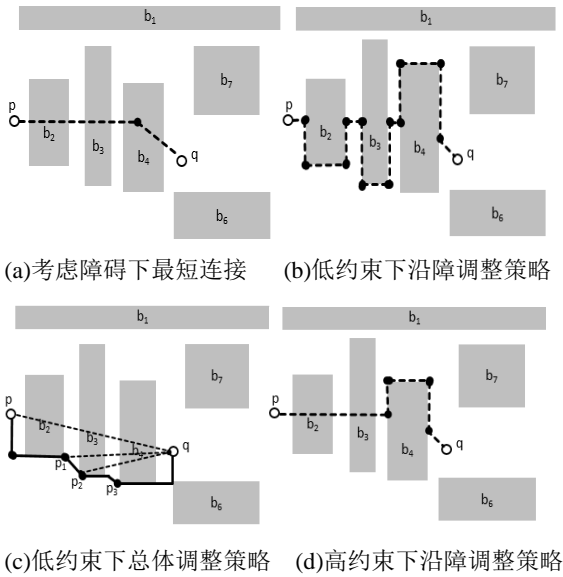 b1
b7
p
b2
b3
b4
q
b6
(a)考虑障碍下最短连接
b1
b7
p
b2
b3
b4
q
b6
(b)低约束下沿障调整策略
b1
b7
p
b2
b3
b4
q
p1
p2
p3
b6
(c)低约束下总体调整策略
b1
b7
p
b2
b3
b4
q
b6
(d)高约束下沿障调整策略